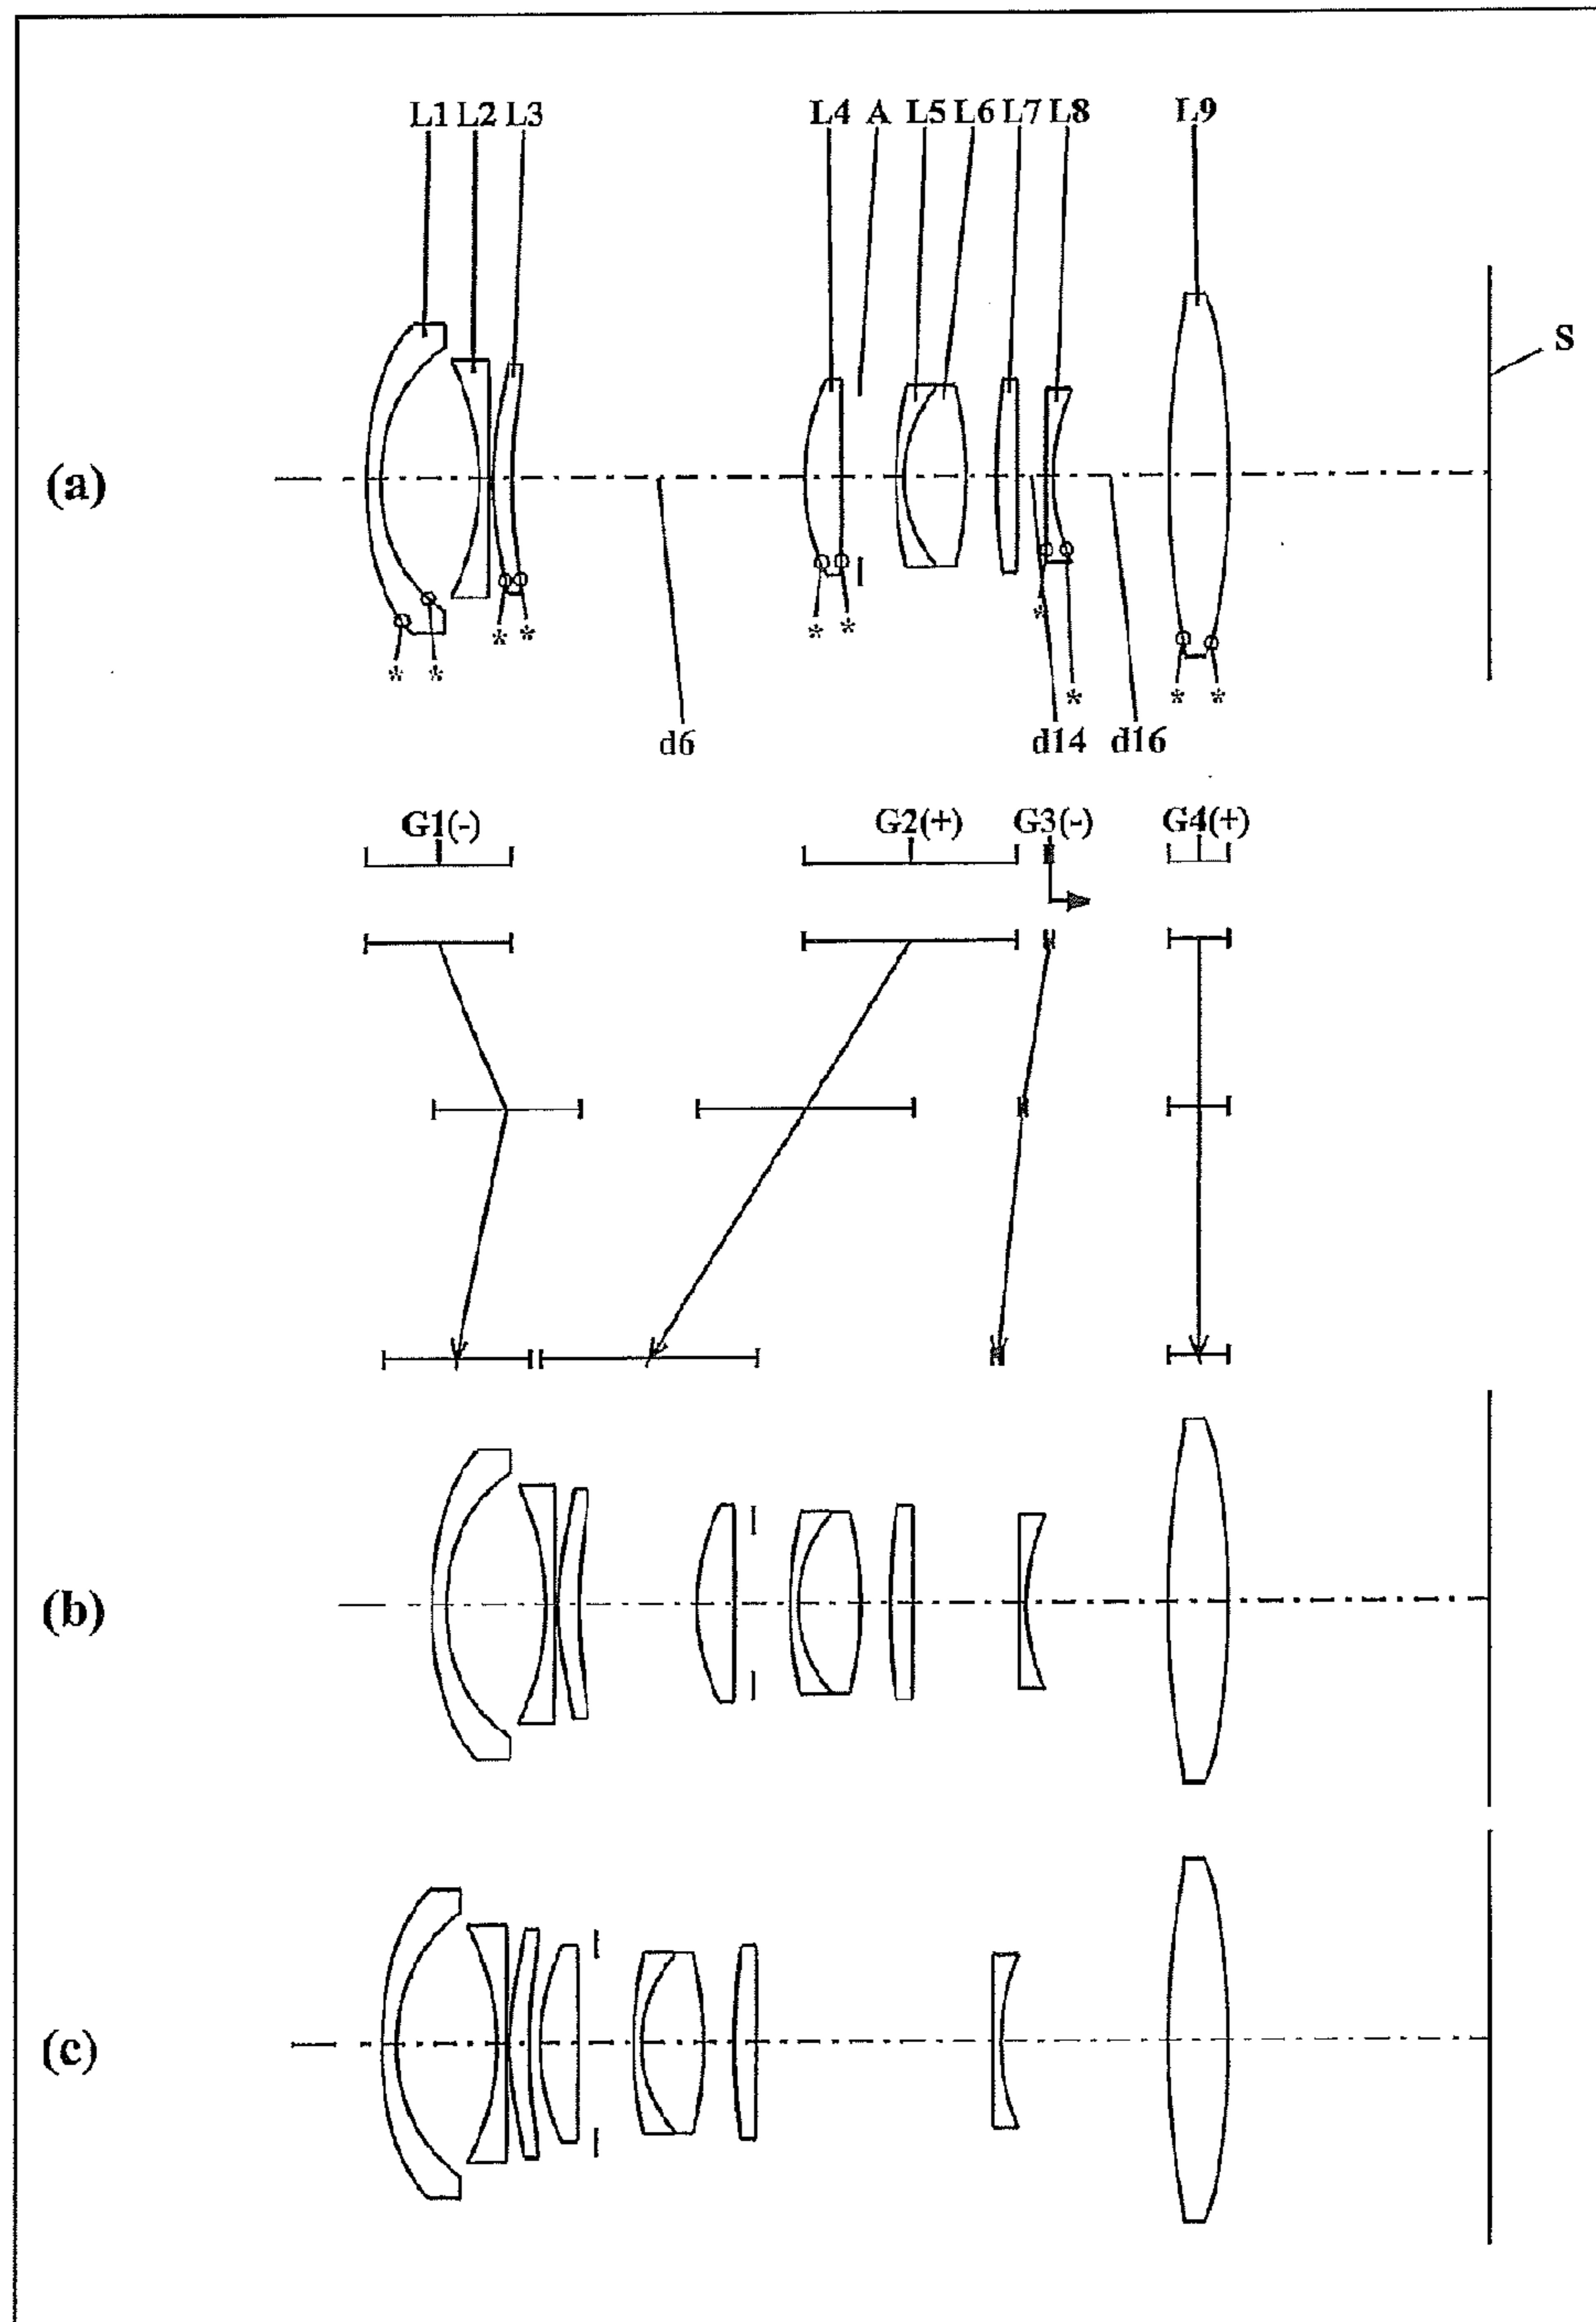 L1 L2 L3 L4 A L5 L6 L7 L8 L9
S
(a)
* * * * * * * * * *
d6 d14 d16
G1(-) G2(+) G3(-) G4(+)
(b)
(c)